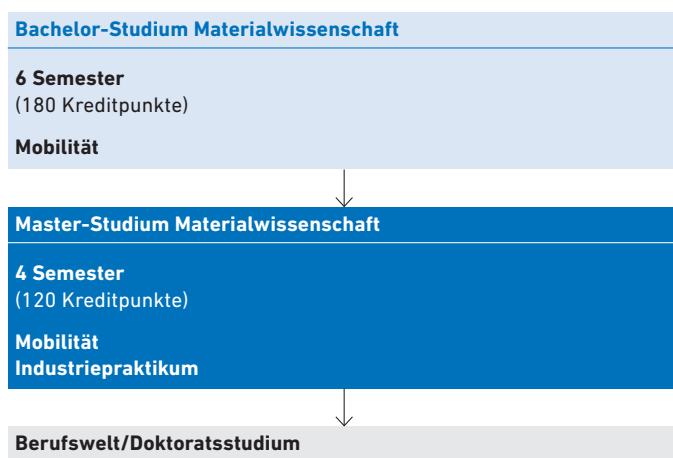 Bachelor-Studium Materialwissenschaft
6 Semester
(180 Kreditpunkte)
Mobilität
Master-Studium Materialwissenschaft
4 Semester
(120 Kreditpunkte)
Mobilität
Industriepraktikum
Berufswelt/Doktoratsstudium